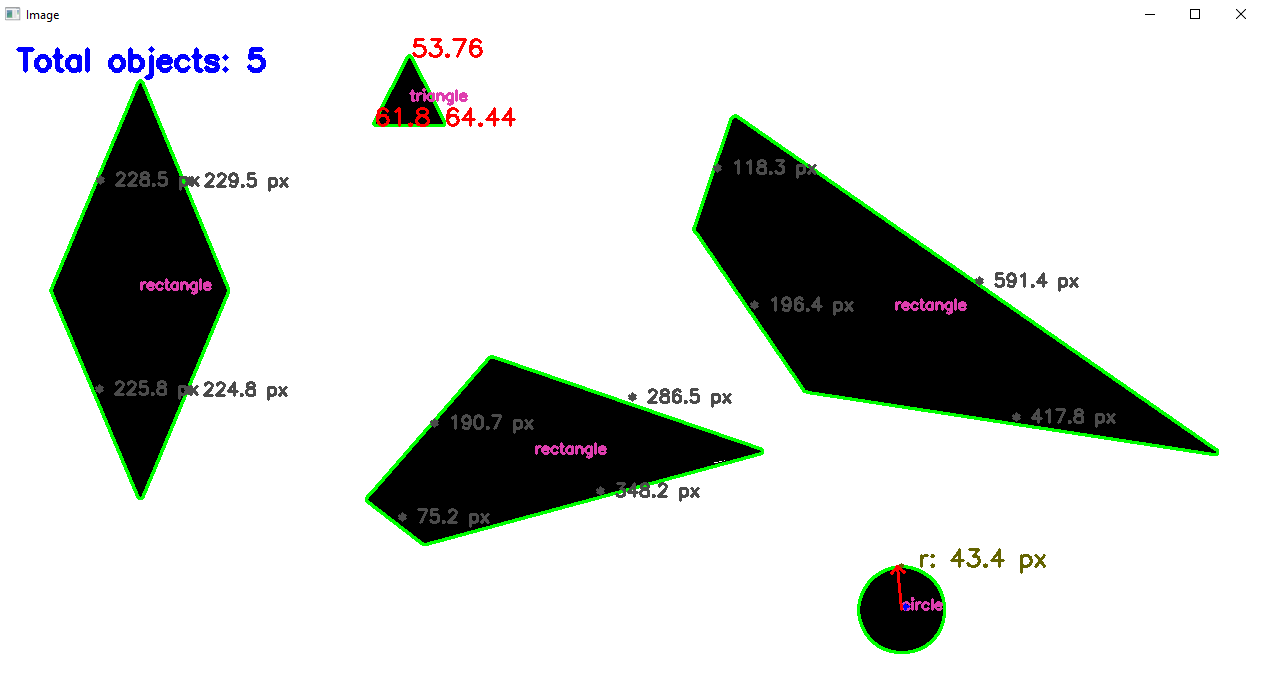 Image
Total objects: 5
53.76
triangle
61.8 64.44
228.5 px
229.5 px
rectangle
225.8 px
224.8 px
118.3 px
591.4 px
196.4 px
rectangle
417.8 px
286.5 px
190.7 px
rectangle
348.2 px
75.2 px
r: 43.4 px
circle